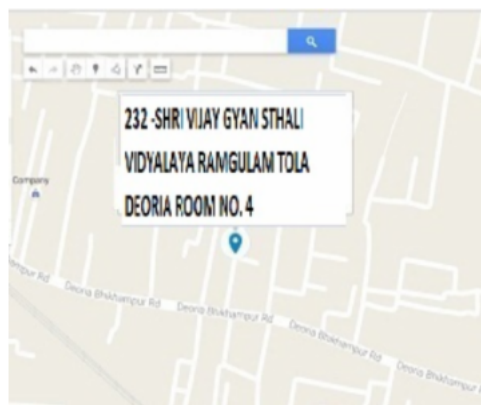 232 -SHRI VIJAY GYAN STHALI
VIDYALAYA RAMGULAM TOLA
DEORIA ROOM NO. 4
Company
mpur Rd
Deoria Bhikhampur Rd
Deoria Bhikhampur Rd
Deoria Bhikhampur Rd
Deoria Bhikhampur R